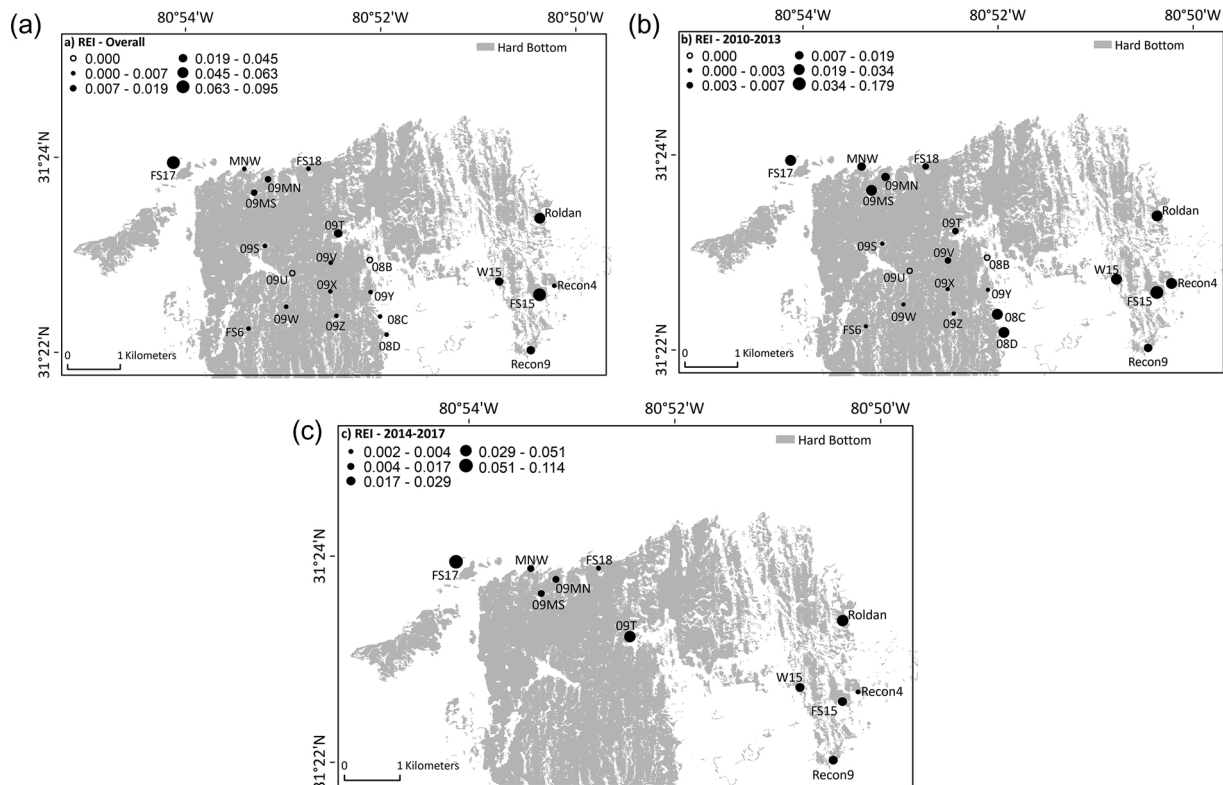 (a)
80°54'W 80°52'W 80°50'W
a) REI - Overall
Hard Bottom
0.000 0.019 - 0.045
0.000 - 0.007 0.045 - 0.063
0.007 - 0.019 0.063 - 0.095
31°24'N
31°22'N
FS17
MNW
FS18
09MN
09MS
Roldan
09T
09S
09V
08B
09U
W15
09X
Recon4
09Y
FS15
09W
09Z
08C
FS6
08D
Recon9
0 1 Kilometers
(b)
80°54'W 80°52'W 80°50'W
b) REI - 2010-2013
Hard Bottom
0.000 0.007 - 0.019
0.000 - 0.003 0.019 - 0.034
0.003 - 0.007 0.034 - 0.179
31°24'N
31°22'N
FS17
MNW
FS18
09MN
09MS
Roldan
09T
09S
09V
08B
09U
W15
09X
Recon4
09Y
FS15
09W
09Z
08C
FS6
08D
Recon9
0 1 Kilometers
(c)
80°54'W 80°52'W 80°50'W
c) REI - 2014-2017
Hard Bottom
0.002 - 0.004 0.029 - 0.051
0.004 - 0.017 0.051 - 0.114
0.017 - 0.029
31°24'N
31°22'N
FS17
MNW
FS18
09MN
09MS
Roldan
09T
W15
Recon4
FS15
Recon9
0 1 Kilometers